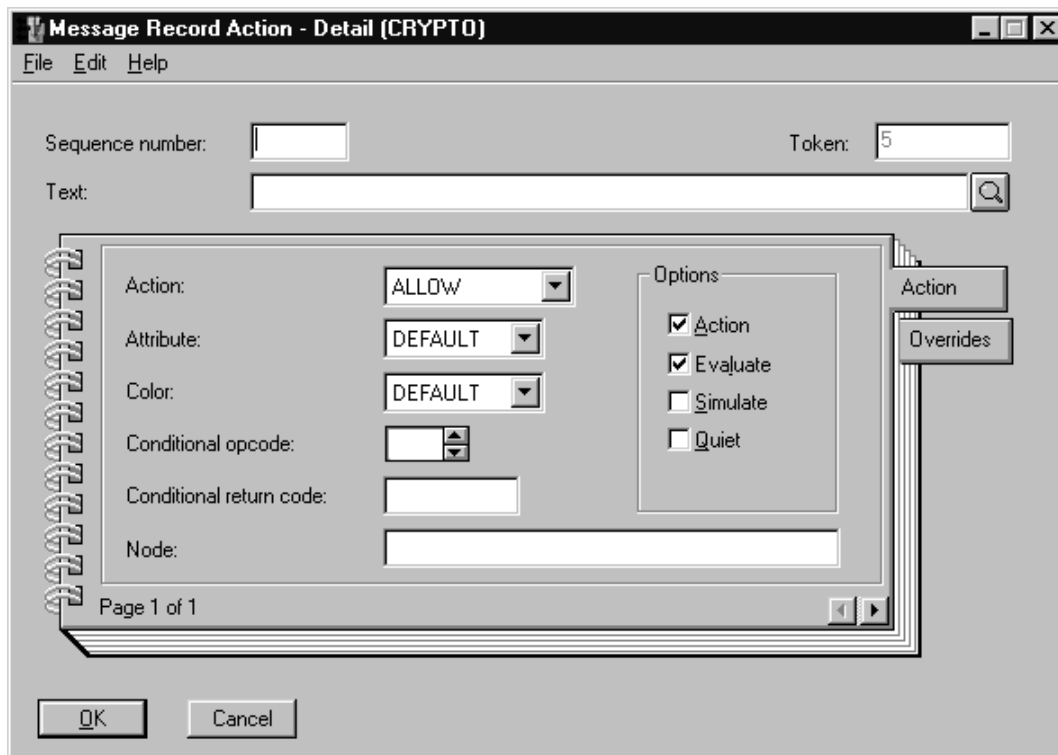 Message Record Action - Detail (CRYPTO)
File Edit Help
Sequence number: Token: 5
Text:
Action: ALLOW Options Action
Action
Attribute: DEFAULT Overrides
Evaluate
Color: DEFAULT
Simulate
Conditional opcode: Quiet
Conditional return code:
Node:
Page 1 of 1
OK Cancel